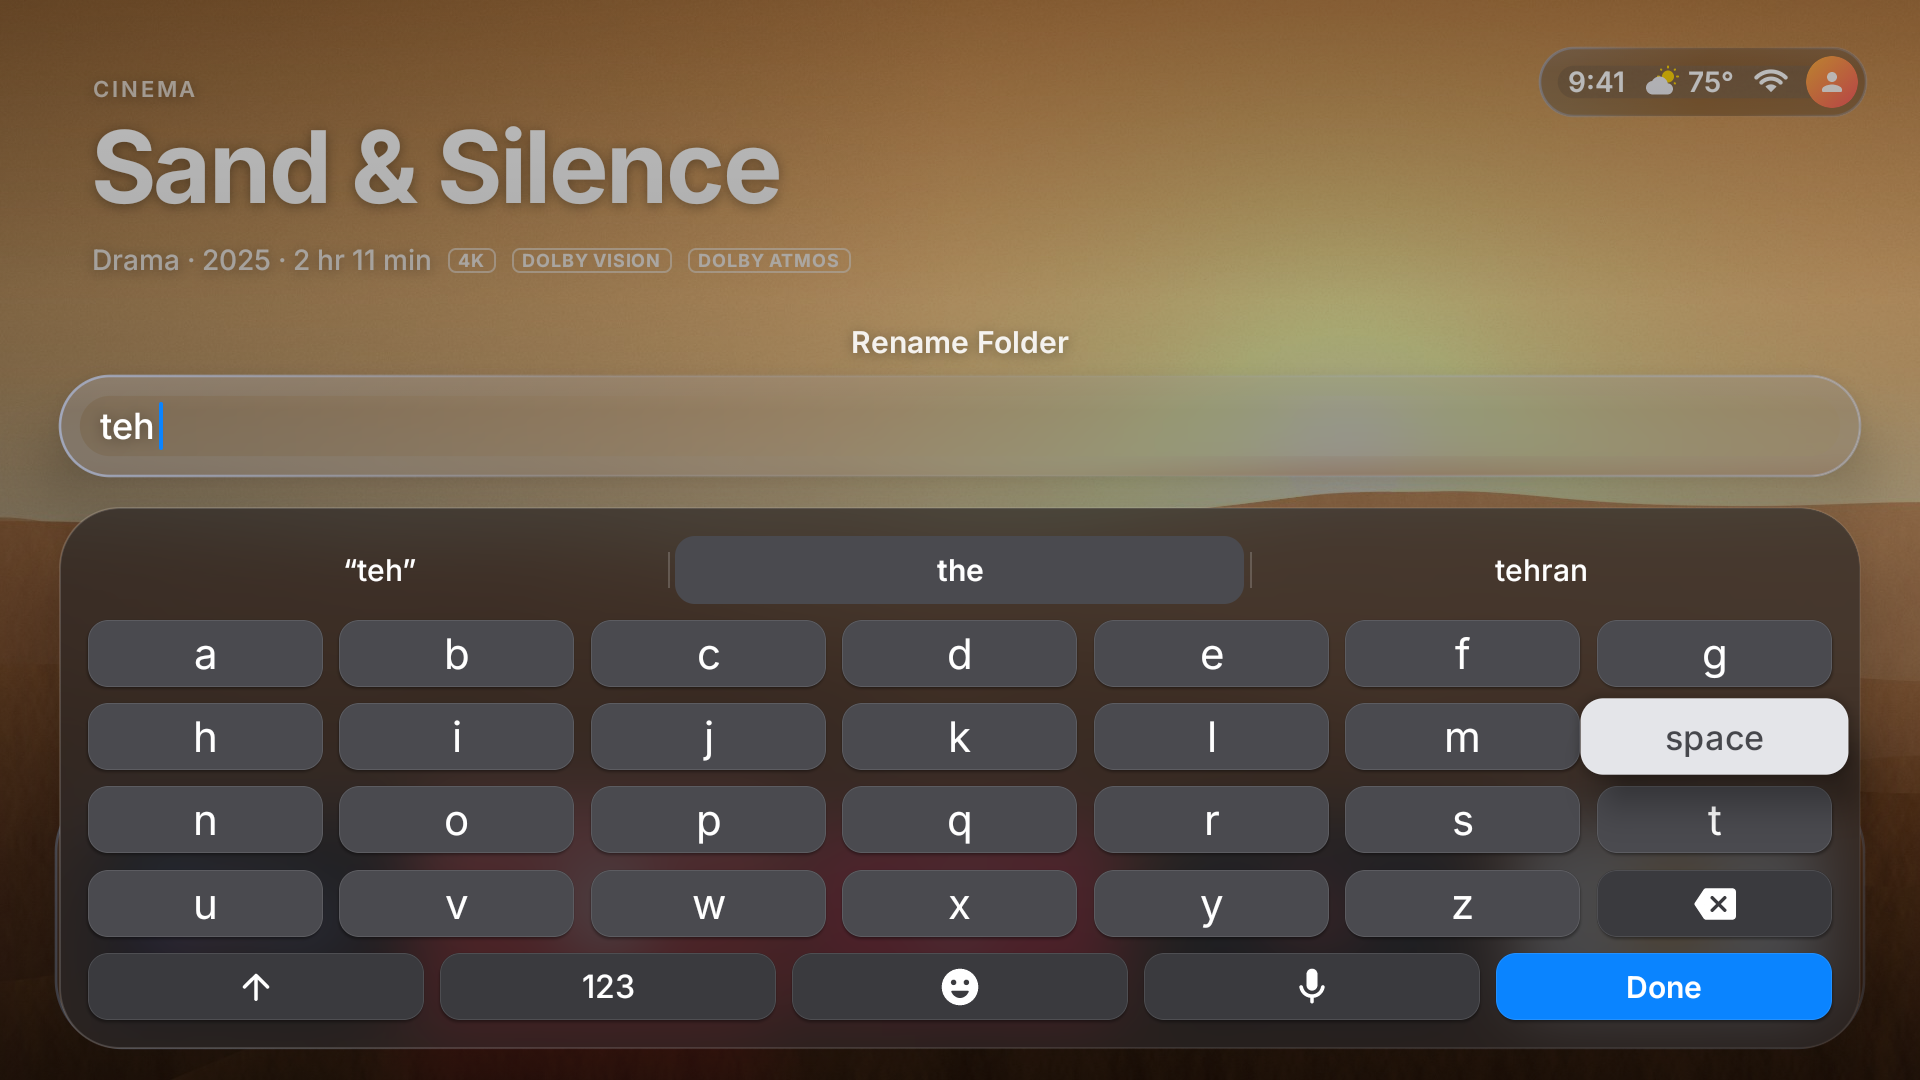 CINEMA
9:41 75°
Sand & Silence
Drama · 2025 · 2 hr 11 min 4K DOLBY VISION DOLBY ATMOS
Rename Folder
teh
“teh” the tehran
a b c d e f g
h i j k l m space
n o p q r s t
u v w x y z
123 Done